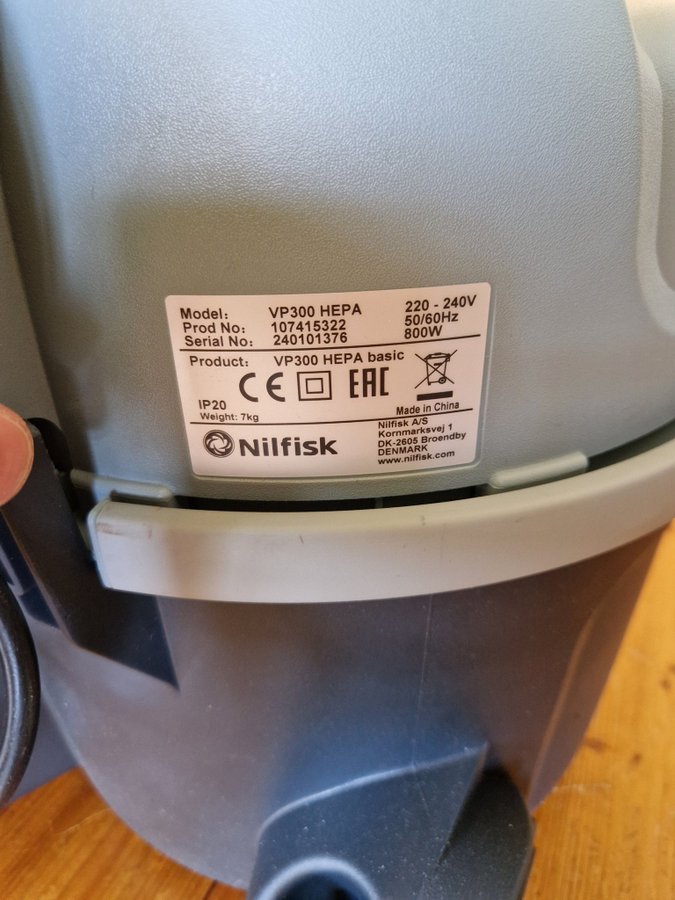 Model: VP300 HEPA 220 - 240V
Prod No: 107415322 50/60Hz
Serial No: 240101376 800W
Product: VP300 HEPA basic
CE EAC
IP20
Weight: 7kg
Made in China
Nilfisk
Nilfisk A/S
Kornmarksvej 1
DK-2605 Broendby
DENMARK
www.nilfisk.com